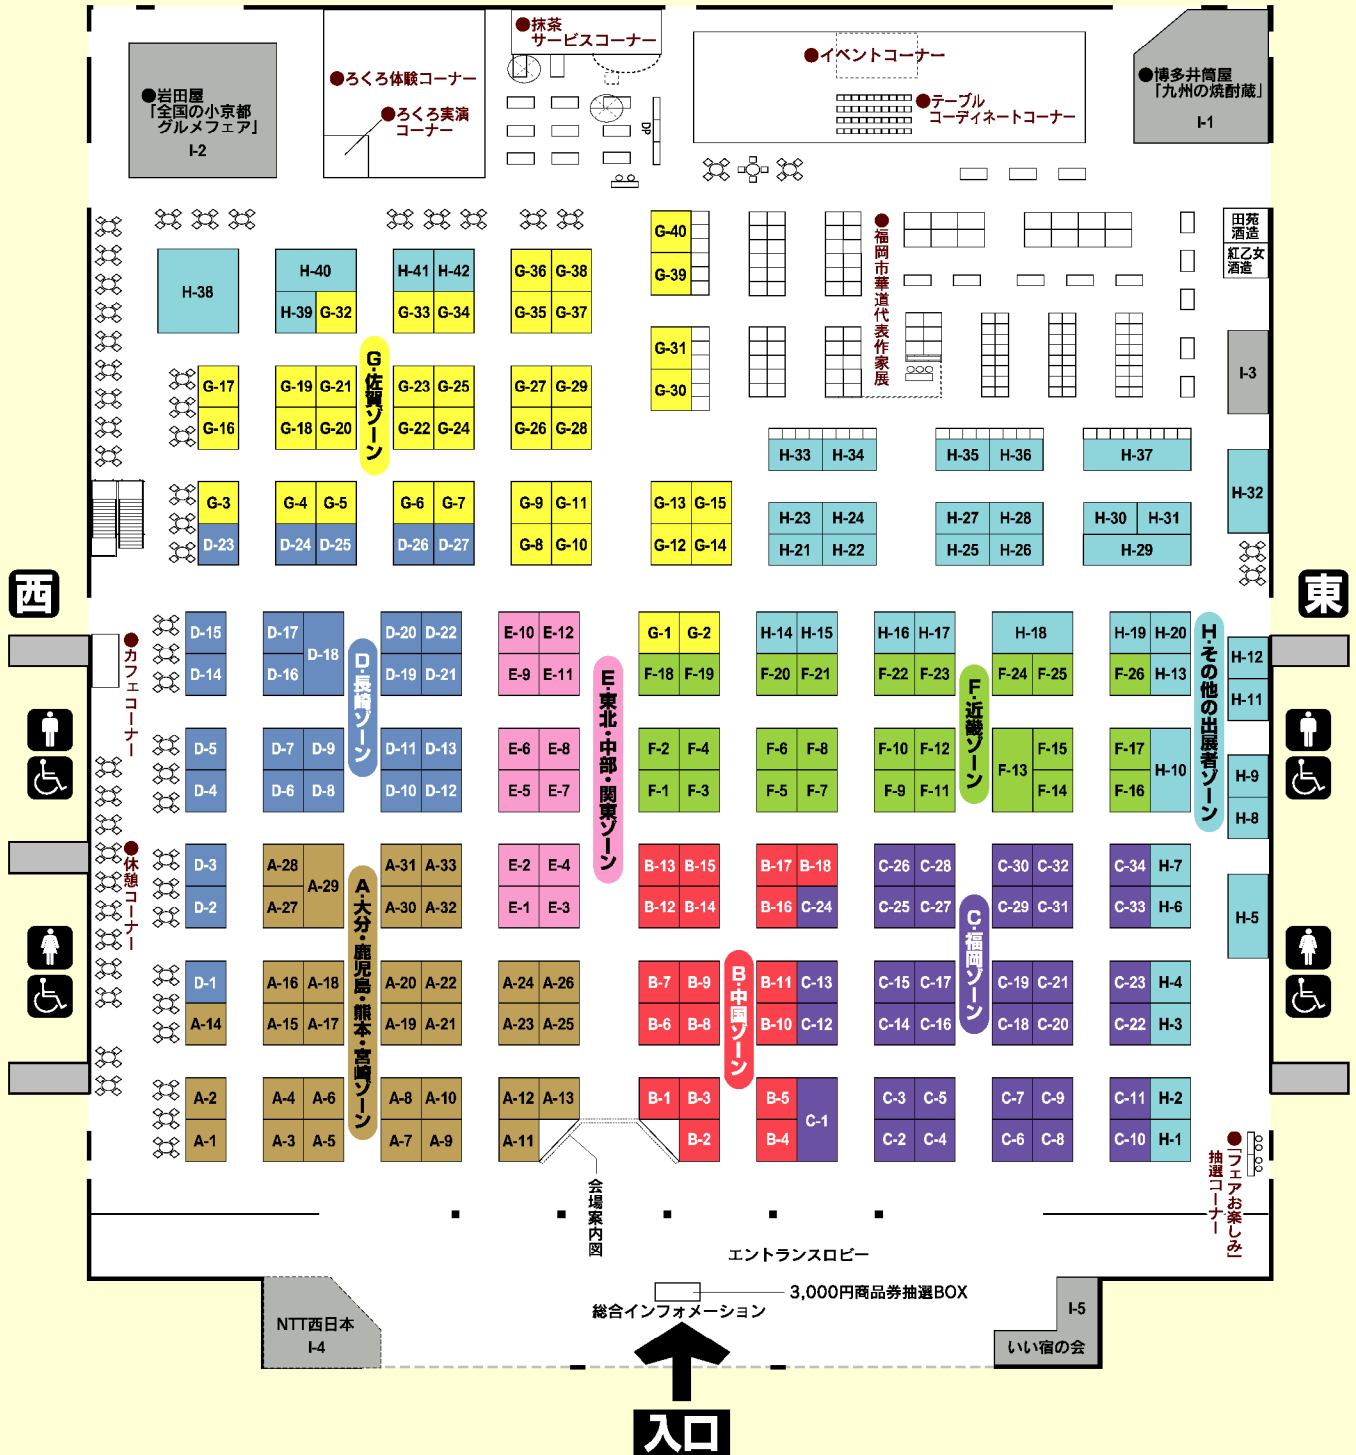 ●抹茶
サービスコーナー
●イベントコーナー
●ろくろ体験コーナー
●博多井筒屋
「九州の焼酎蔵」
I-1
●岩田屋
「全国の小京都
グルメフェア」
I-2
●ろくろ実演
コーナー
●テーブル
コーディネートコーナー
DP
田苑
酒造
紅乙女
酒造
●福岡市華道代表作家展
G-40
G-39
H-38
H-40
H-41 H-42
G-36 G-38
H-39 G-32
G-33 G-34
G-35 G-37
G・佐賀ゾーン
G-31
G-30
I-3
G-17
G-19 G-21
G-23 G-25
G-27 G-29
G-16
G-18 G-20
G-22 G-24
G-26 G-28
H-33 H-34
H-35 H-36
H-37
H-32
G-3
G-4 G-5
G-6 G-7
G-9 G-11
G-13 G-15
H-23 H-24
H-27 H-28
H-30 H-31
D-23
D-24 D-25
D-26 D-27
G-8 G-10
G-12 G-14
H-21 H-22
H-25 H-26
H-29
西
東
●カフェコーナー
D-15
D-17
D-18
D-20 D-22
E-10 E-12
G-1 G-2
H-14 H-15
H-16 H-17
H-18
H-19 H-20
D-14
D-16
D-19 D-21
E-9 E-11
F-18 F-19
F-20 F-21
F-22 F-23
F-24 F-25
F-26 H-13
H-12
H-11
D・長崎ゾーン
E・東北・中部・関東ゾーン
F・近畿ゾーン
H・その他の出展者ゾーン
D-5
D-7 D-9
D-11 D-13
E-6 E-8
F-2 F-4
F-6 F-8
F-10 F-12
F-13
F-15
F-17
H-10
D-4
D-6 D-8
D-10 D-12
E-5 E-7
F-1 F-3
F-5 F-7
F-9 F-11
F-14
F-16
H-9
H-8
●休憩コーナー
D-3
A-28
A-29
A-31 A-33
E-2 E-4
B-13 B-15
B-17 B-18
C-26 C-28
C-30 C-32
C-34 H-7
D-2
A-27
A-30 A-32
E-1 E-3
B-12 B-14
B-16 C-24
C-25 C-27
C-29 C-31
C-33 H-6
H-5
A・大分・鹿児島・熊本・宮崎ゾーン
B・中国ゾーン
C・福岡ゾーン
D-1
A-16 A-18
A-20 A-22
A-24 A-26
B-7 B-9
B-11 C-13
C-15 C-17
C-19 C-21
C-23 H-4
A-14
A-15 A-17
A-19 A-21
A-23 A-25
B-6 B-8
B-10 C-12
C-14 C-16
C-18 C-20
C-22 H-3
A-2
A-4 A-6
A-8 A-10
A-12 A-13
B-1 B-3
B-5
C-1
C-3 C-5
C-7 C-9
C-11 H-2
A-1
A-3 A-5
A-7 A-9
A-11
B-2
B-4
C-2 C-4
C-6 C-8
C-10 H-1
会場案内図
●「フェアお楽しみ」
抽選コーナー
エントランスロビー
3,000円商品券抽選BOX
総合インフォメーション
NTT西日本
I-4
I-5
いい宿の会
入口